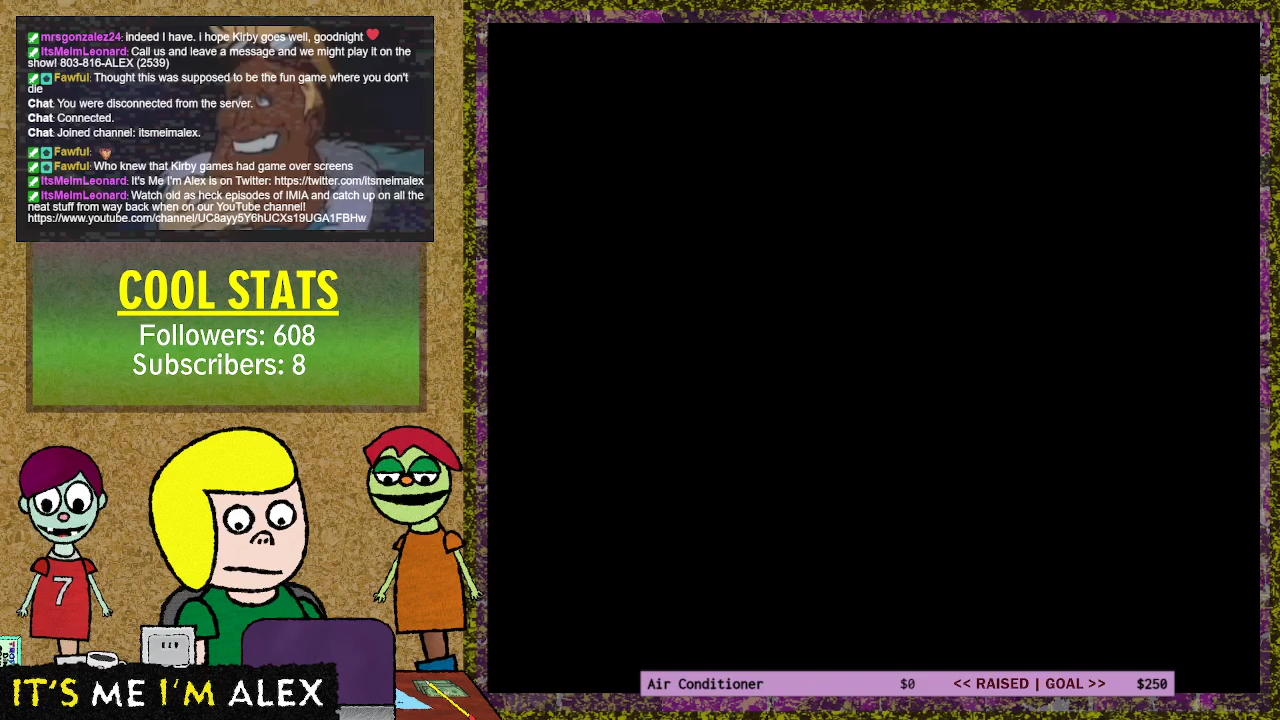 mrsgonzalez24: indeed I have. i hope Kirby goes well, goodnight
ItsMeImLeonard: Call us and leave a message and we might play it on the
show! 803-816-ALEX (2539)
Fawful: Thought this was supposed to be the fun game where you don't
die
Chat: You were disconnected from the server.
Chat: Connected.
Chat: Joined channel: itsmeimalex.
Fawful:
Fawful: Who knew that Kirby games had game over screens
ItsMeImLeonard: It's Me I'm Alex is on Twitter: https://twitter.com/itsmeimalex
ItsMeImLeonard: Watch old as heck episodes of IMIA and catch up on all the
neat stuff from way back when on our YouTube channel!
https://www.youtube.com/channel/UC8ayy5Y6hUCXs19UGA1FBHw
COOL STATS
Followers: 608
Subscribers: 8
7
IT'S ME I'M ALEX
Air Conditioner $0 << RAISED | GOAL >> $250